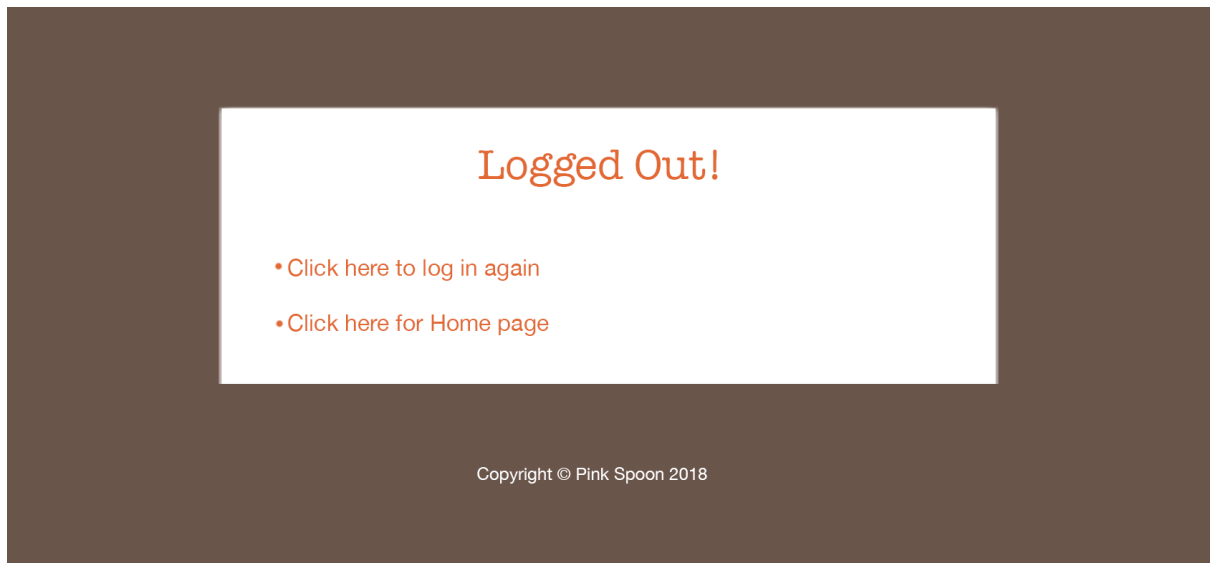 Logged Out!
• Click here to log in again
• Click here for Home page
Copyright © Pink Spoon 2018